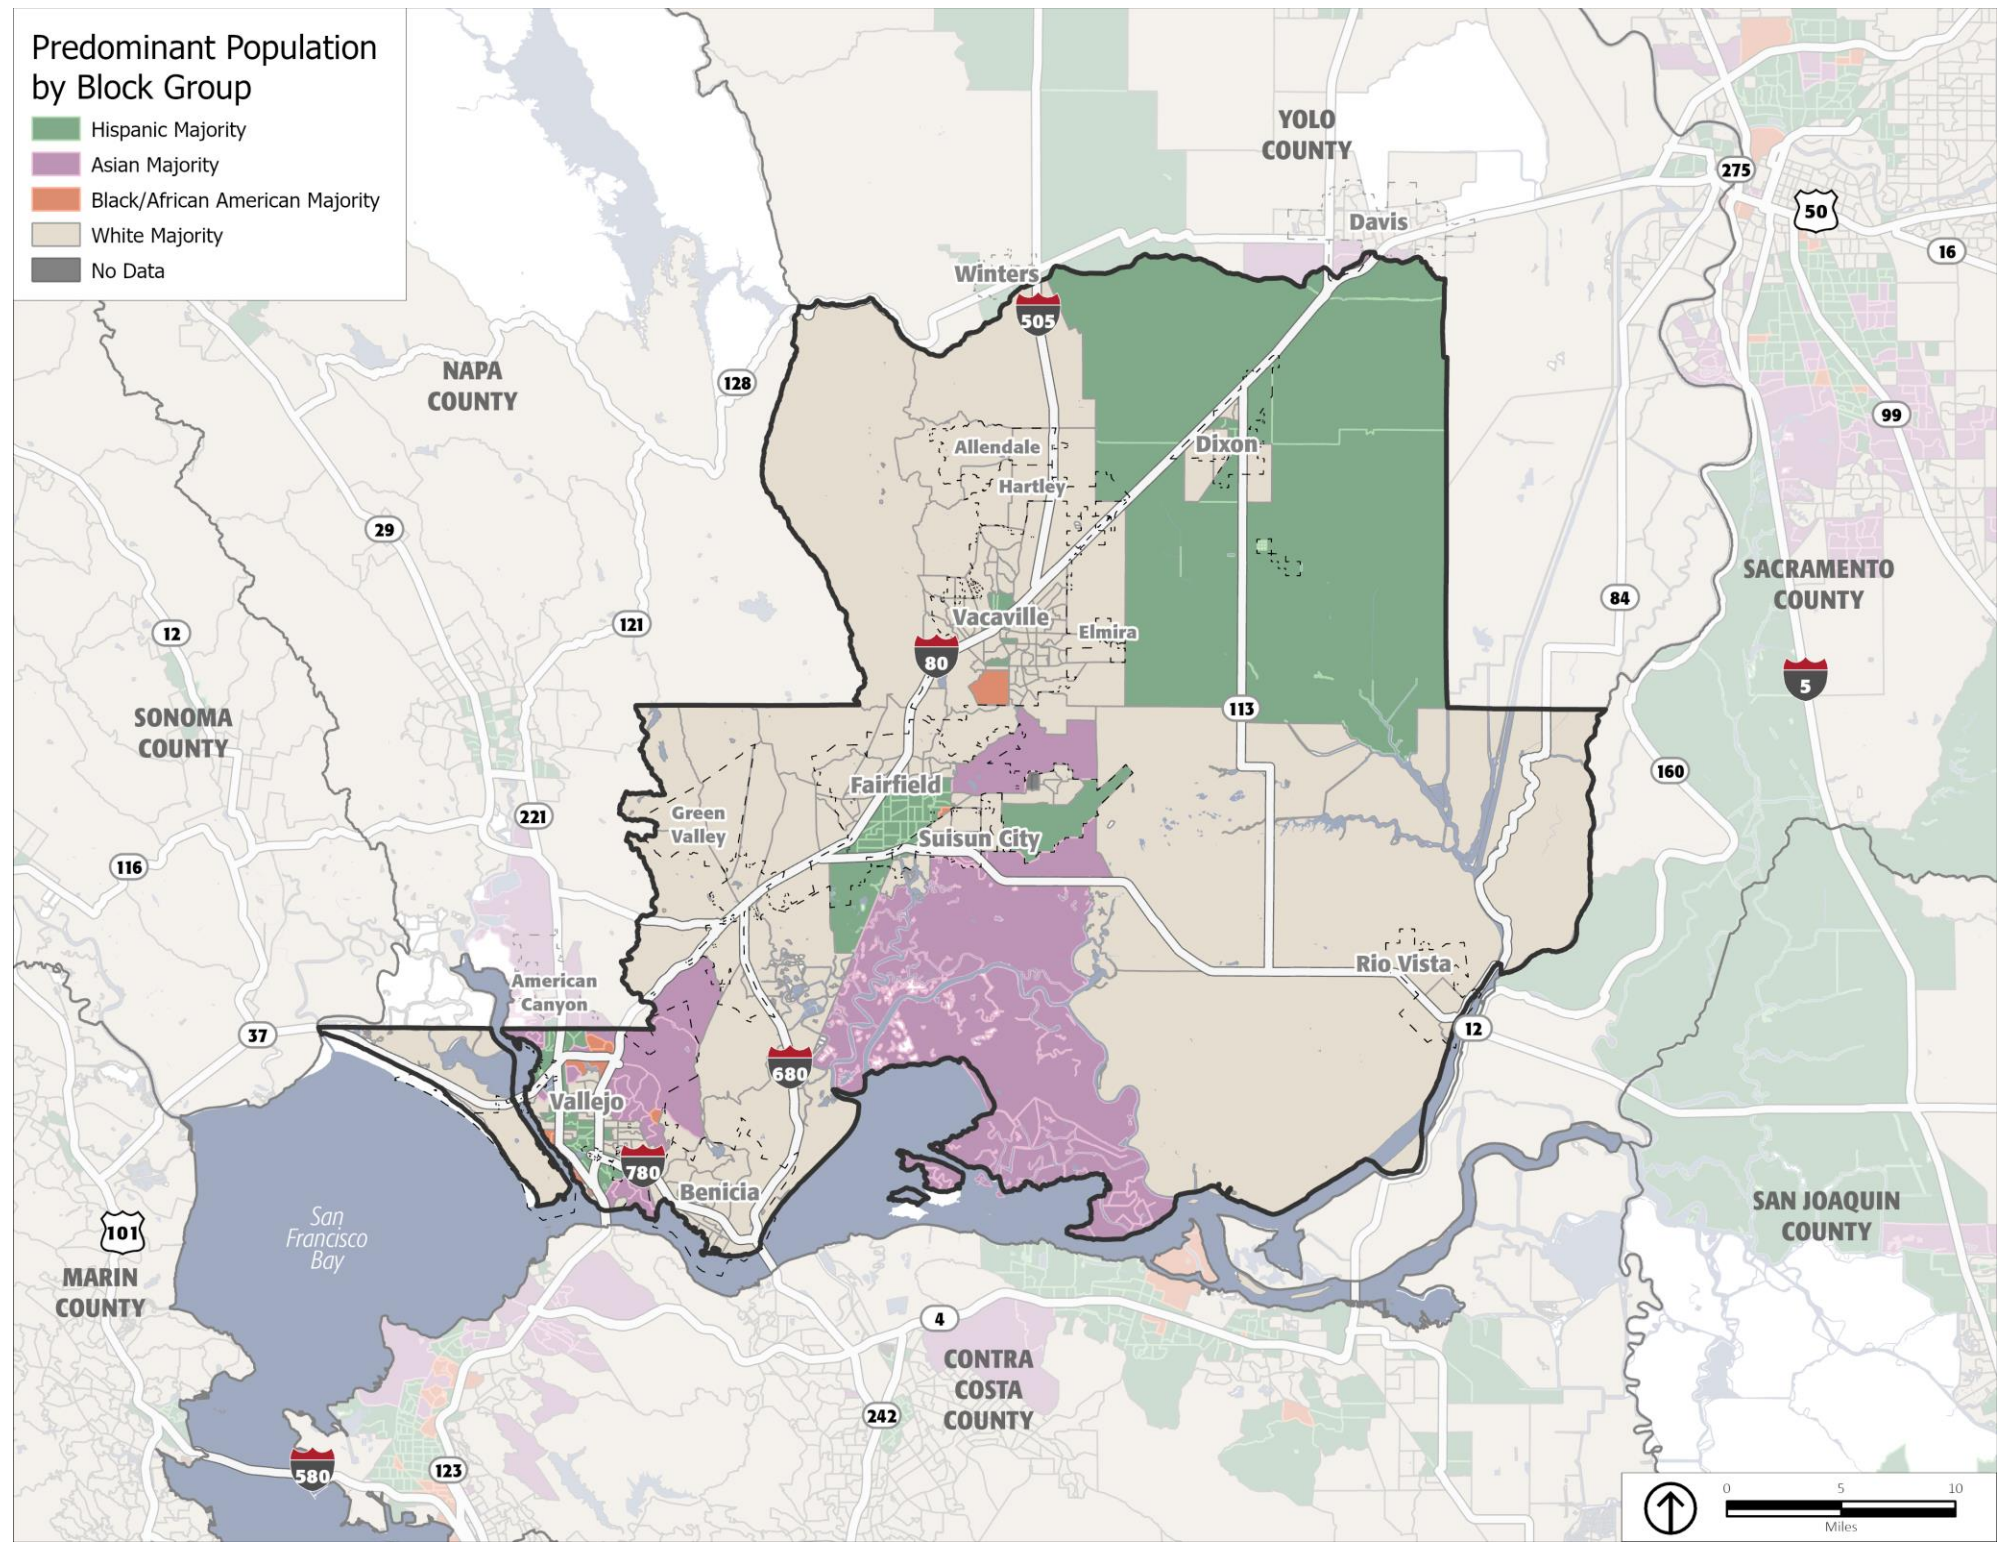 Predominant Population
by Block Group
Hispanic Majority
Asian Majority
Black/African American Majority
White Majority
No Data
YOLO
COUNTY
275
50
Davis
16
Winters
505
NAPA
COUNTY
128
99
Allendale
Dixon
Hartley
29
SACRAMENTO
COUNTY
84
121
12
Vacaville
Elmira
80
5
SONOMA
COUNTY
113
160
Fairfield
221
Green
Valley
Suisun City
116
Rio Vista
American
Canyon
37
12
680
Vallejo
780
Benicia
SAN JOAQUIN
COUNTY
101
San
Francisco
Bay
MARIN
COUNTY
4
CONTRA
COSTA
COUNTY
242
580
123
0 5 10
Miles